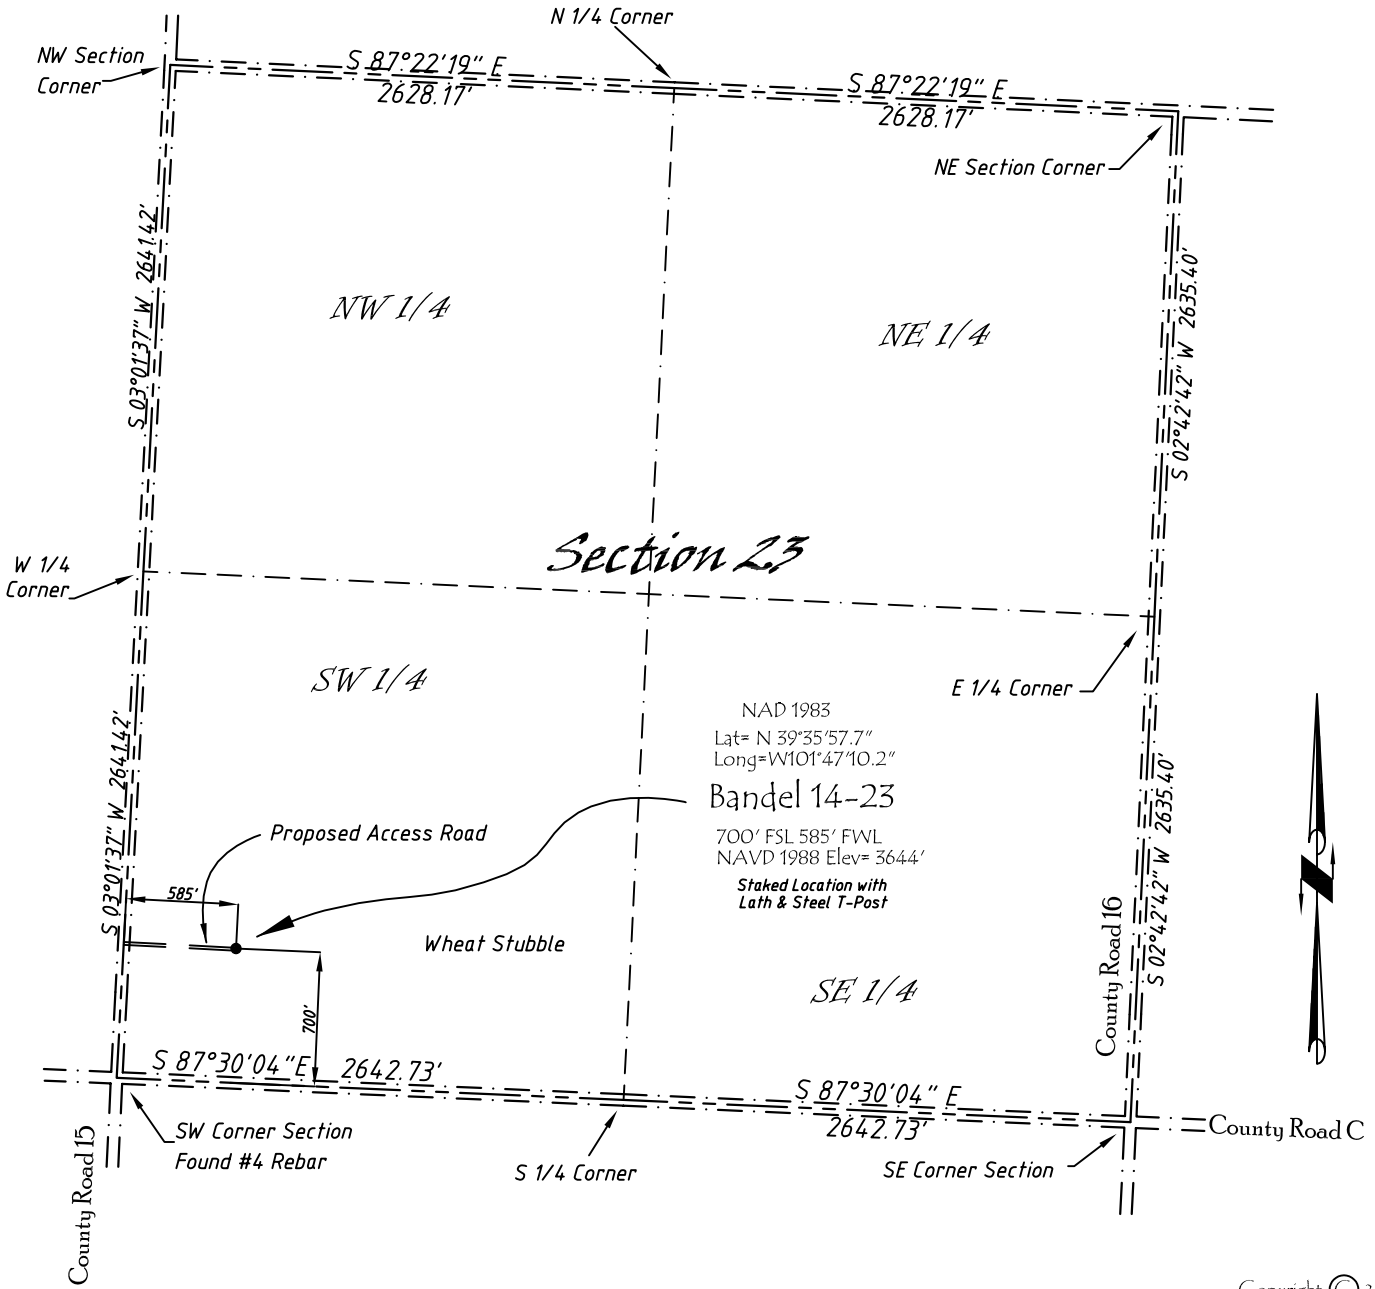 N 1/4 Corner
NW Section
Corner
S 87°22'19" E
2628.17'
S 87°22'19" E
2628.17'
NE Section Corner
S 03°01'37" W 2641.42'
NW 1/4
NE 1/4
S 02°42'42" W 2635.40'
Section 23
W 1/4
Corner
SW 1/4
E 1/4 Corner
NAD 1983
Lat= N 39°35'57.7"
Long=W101°47'10.2"
Bandel 14-23
700' FSL 585' FWL
NAVD 1988 Elev= 3644'
Staked Location with
Lath & Steel T-Post
Proposed Access Road
S 03°01'37" W 2641.42'
585'
Wheat Stubble
700'
SE 1/4
County Road 16
S 02°42'42" W 2635.40'
S 87°30'04"E 2642.73'
S 87°30'04" E
2642.73'
County Road C
SW Corner Section
Found #4 Rebar
S 1/4 Corner
SE Corner Section
County Road 15
Copyright ©